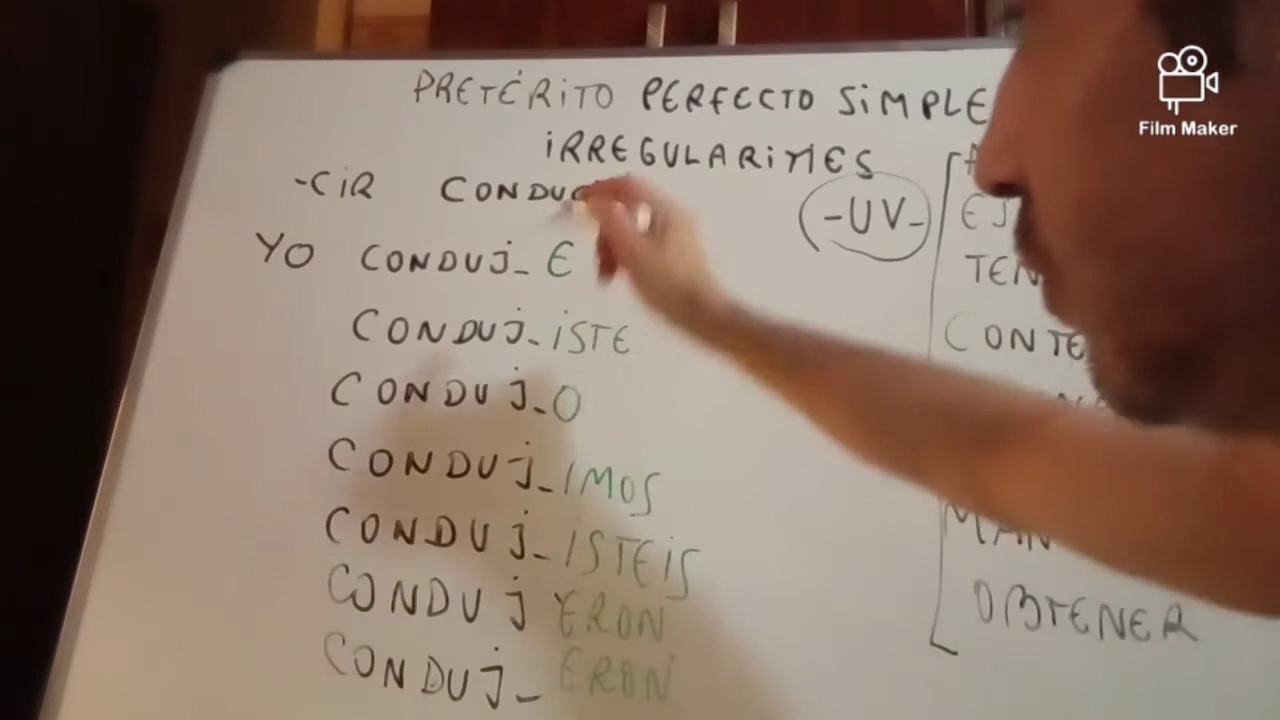 PRETÉRITO PERFECTO SIMPLE
IRREGULARITIES
-CIR
YO CONDUJ_E
CONDUJ_ISTE
CONDUJ_O
CONDUJ_IMOS
CONDUJ_ISTEIS
CONDUJ ERON
CONDUJ_ ERON
-UV-
OBTENER
Film Maker